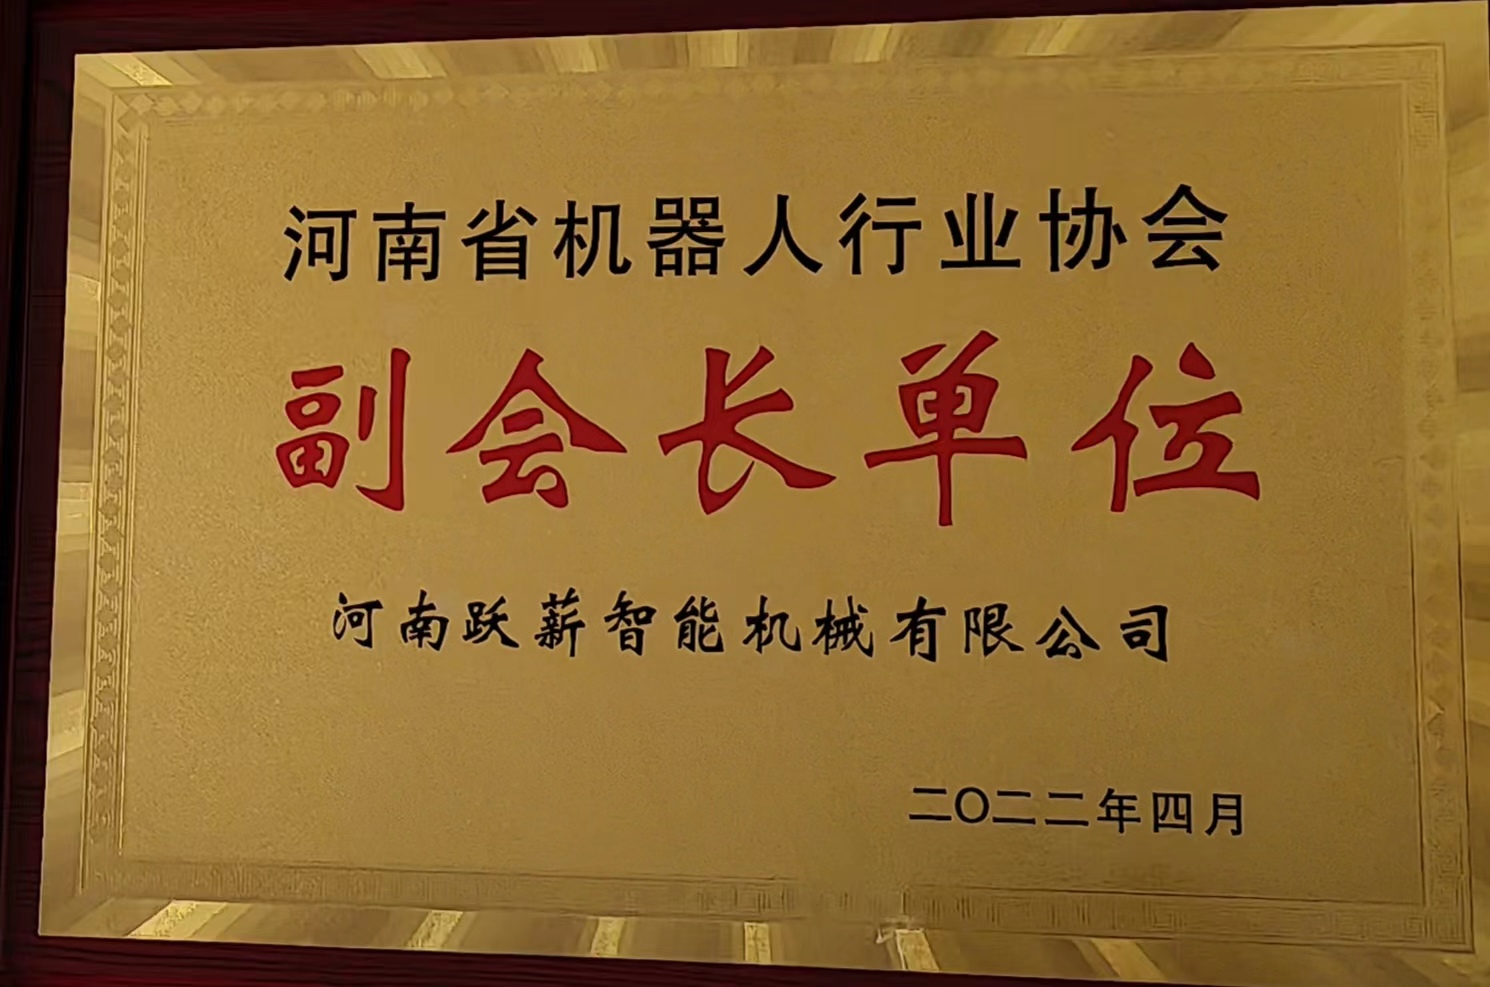 河南省机器人行业协会
副会长单位
河南跃薪智能机械有限公司
二〇二二年四月